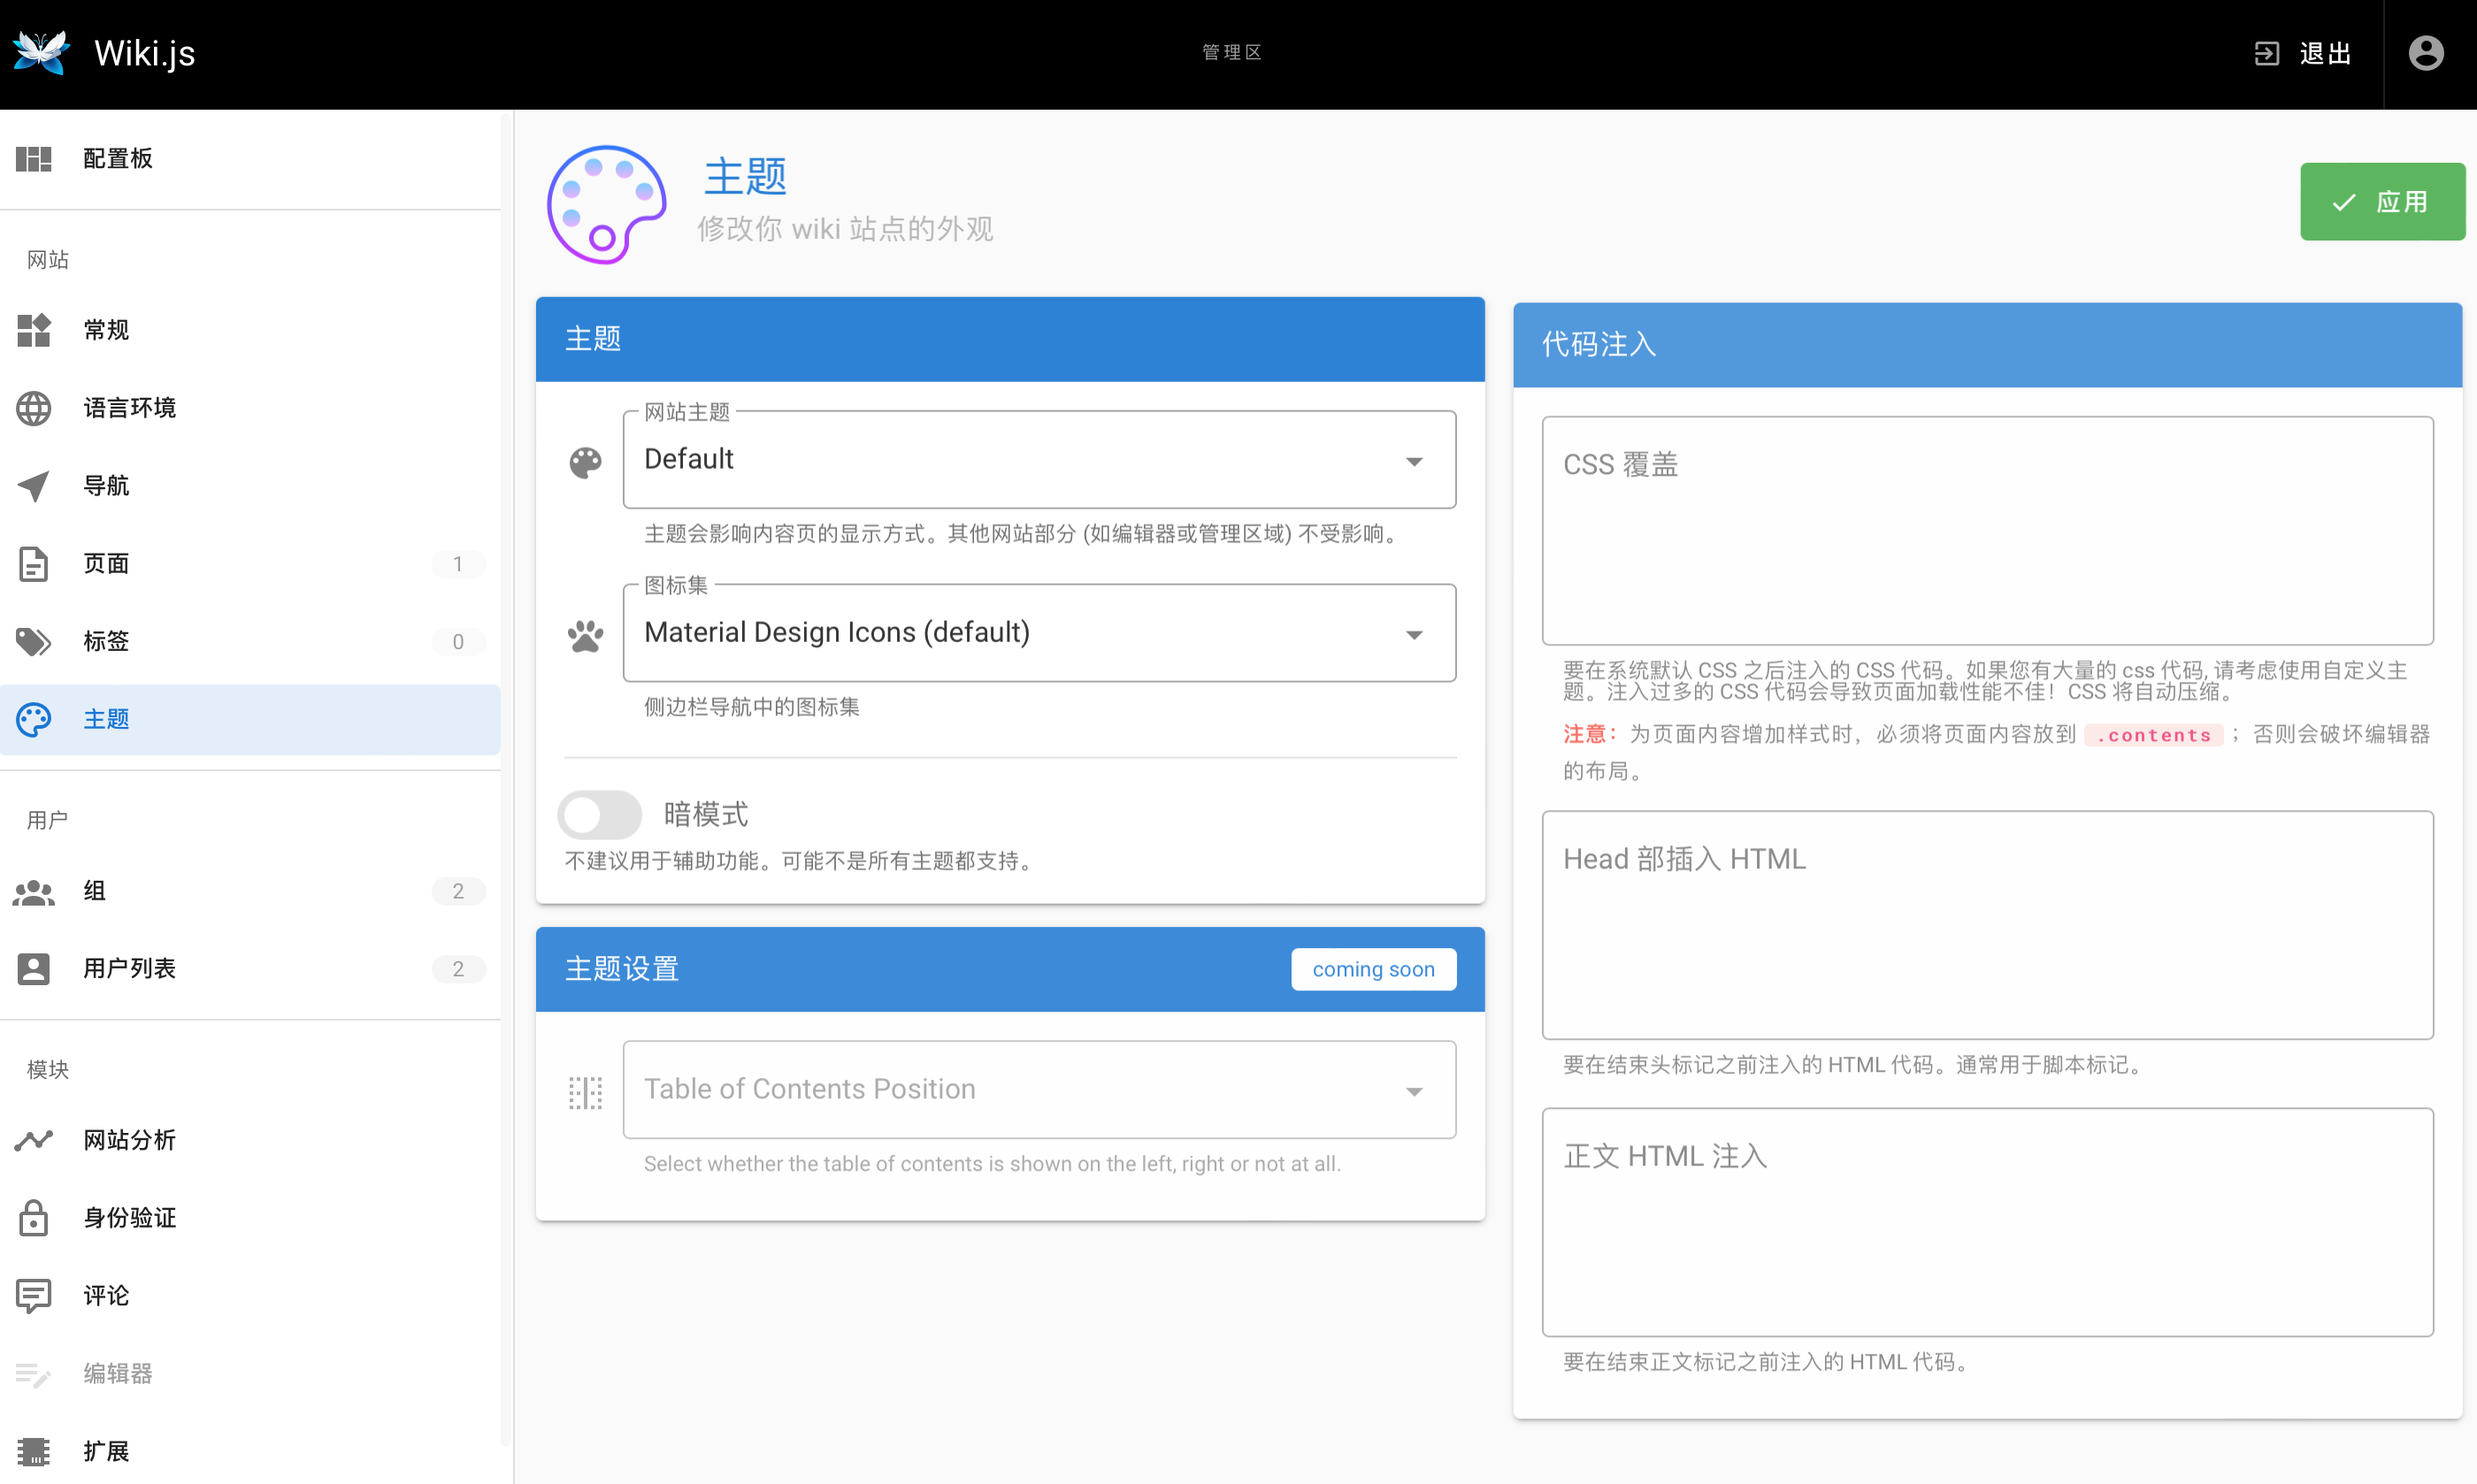 Wiki.js
管理区
退出
配置板
网站
常规
语言环境
导航
页面 1
标签 0
主题
用户
组 2
用户列表 2
模块
网站分析
身份验证
评论
编辑器
扩展
主题
修改你 wiki 站点的外观
应用
主题
网站主题
Default
主题会影响内容页的显示方式。其他网站部分 (如编辑器或管理区域) 不受影响。
图标集
Material Design Icons (default)
侧边栏导航中的图标集
暗模式
不建议用于辅助功能。可能不是所有主题都支持。
主题设置
coming soon
Table of Contents Position
Select whether the table of contents is shown on the left, right or not at all.
代码注入
CSS 覆盖
要在系统默认 CSS 之后注入的 CSS 代码。如果您有大量的 css 代码, 请考虑使用自定义主
题。注入过多的 CSS 代码会导致页面加载性能不佳！CSS 将自动压缩。
注意：为页面内容增加样式时，必须将页面内容放到 .contents ；否则会破坏编辑器
的布局。
Head 部插入 HTML
要在结束头标记之前注入的 HTML 代码。通常用于脚本标记。
正文 HTML 注入
要在结束正文标记之前注入的 HTML 代码。